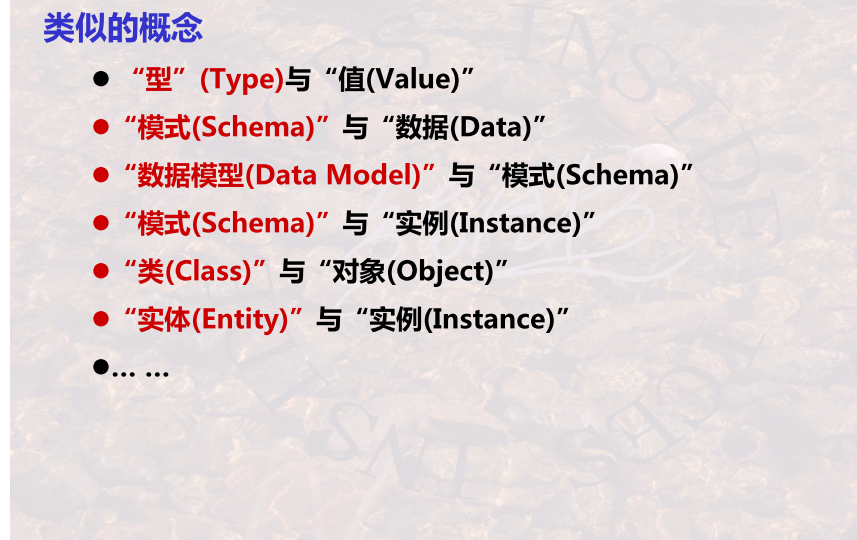 类似的概念
● “型”(Type)与“值(Value)”
●“模式(Schema)”与“数据(Data)”
●“数据模型(Data Model)”与“模式(Schema)”
●“模式(Schema)”与“实例(Instance)”
●“类(Class)”与“对象(Object)”
●“实体(Entity)”与“实例(Instance)”
●… …